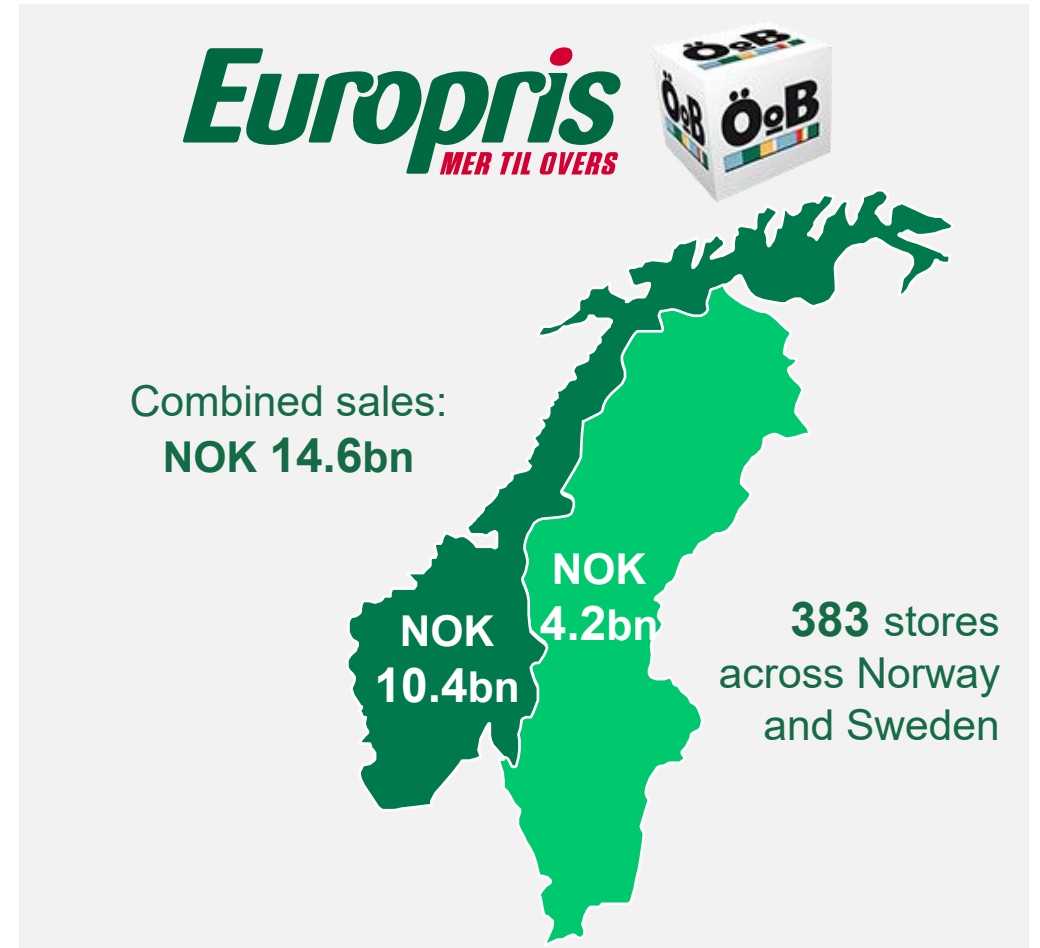 Europris
MER TIL OVERS
ÖoB
ÖoB
ÖoB
Combined sales:
NOK 14.6bn
NOK
4.2bn
NOK
10.4bn
383 stores
across Norway
and Sweden